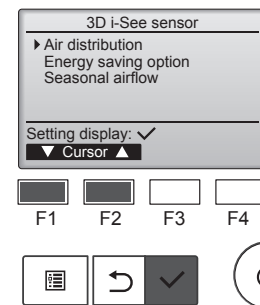 3D i-See sensor
Air distribution
Energy saving option
Seasonal airflow
Setting display:
Cursor
F1 F2 F3 F4